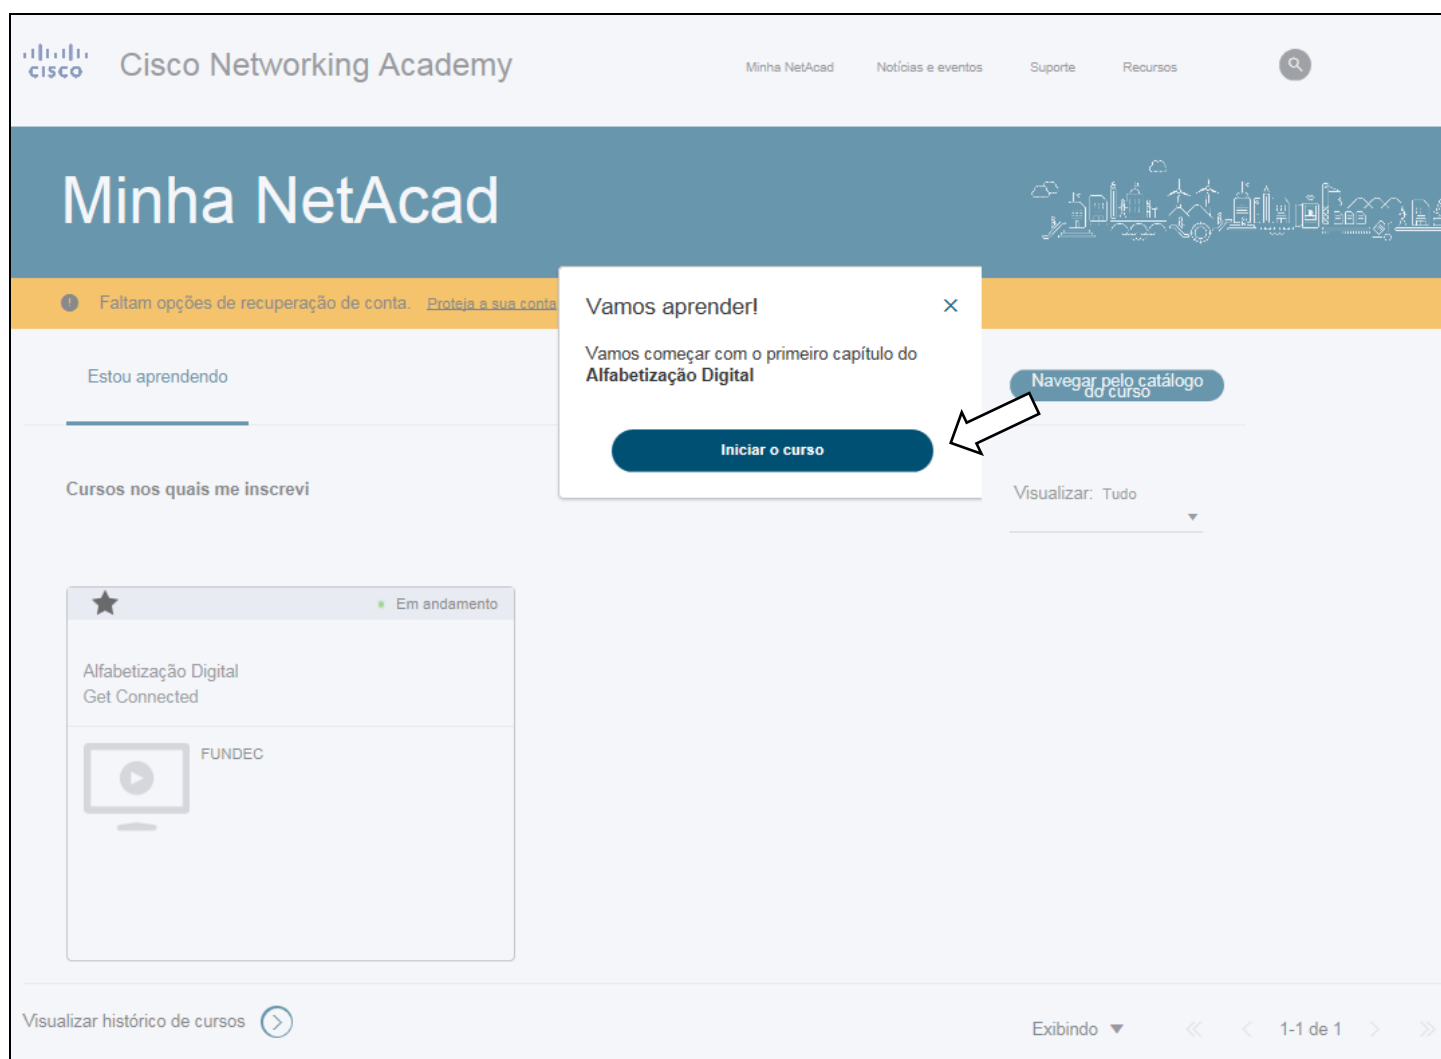 CISCO
Cisco Networking Academy
Minha NetAcad
Notícias e eventos
Suporte
Recursos
Minha NetAcad
Faltam opções de recuperação de conta. Proteja a sua conta
Vamos aprender!
Vamos começar com o primeiro capítulo do
Alfabetização Digital
Iniciar o curso
Estou aprendendo
Navegar pelo catálogo
do curso
Cursos nos quais me inscrevi
Visualizar: Tudo
Em andamento
Alfabetização Digital
Get Connected
FUNDEC
Visualizar histórico de cursos
Exibindo
1-1 de 1